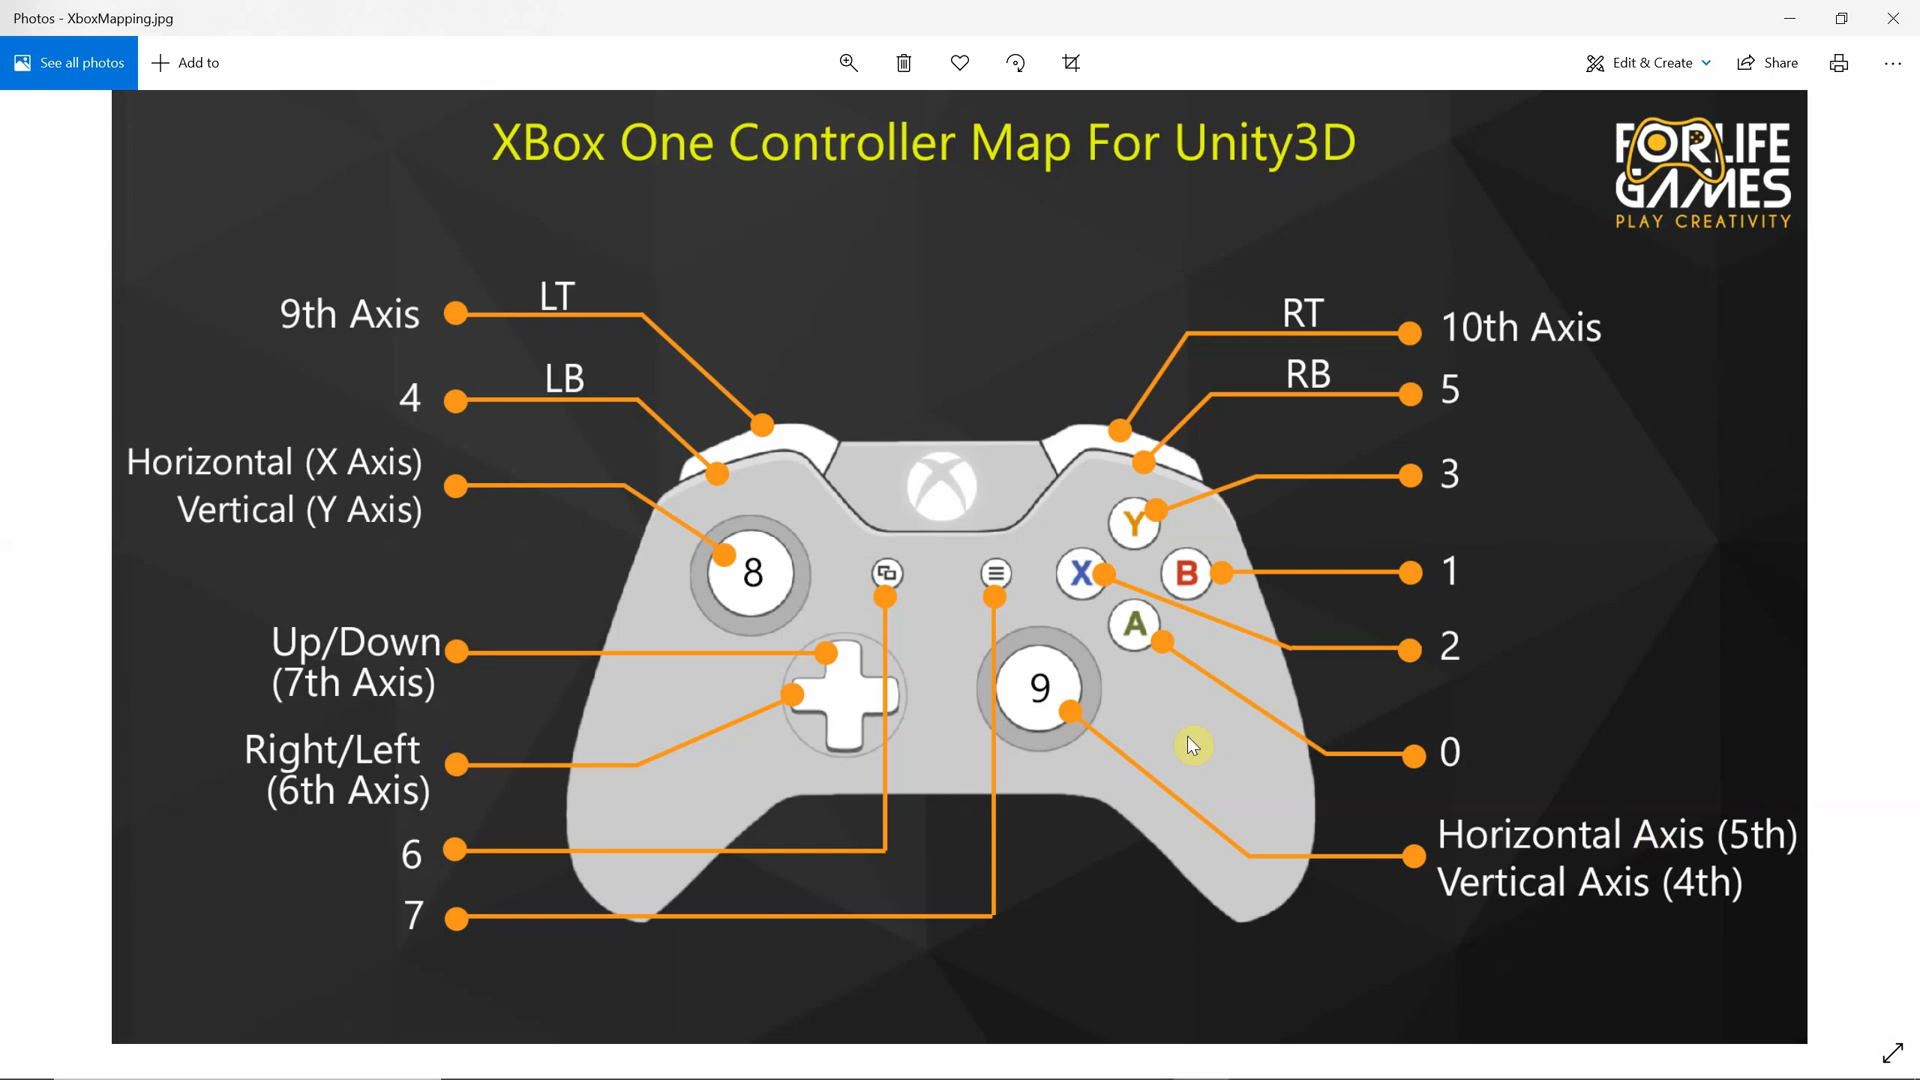 Photos - XboxMapping.jpg
See all photos
Add to
Edit & Create
Share
XBox One Controller Map For Unity3D
FORLIFE
GAMES
PLAY CREATIVITY
9th Axis
LT
RT
10th Axis
4
LB
RB
5
Horizontal (X Axis)
Vertical (Y Axis)
3
Y
8
X
B
1
A
2
Up/Down
(7th Axis)
9
Right/Left
(6th Axis)
0
6
Horizontal Axis (5th)
Vertical Axis (4th)
7